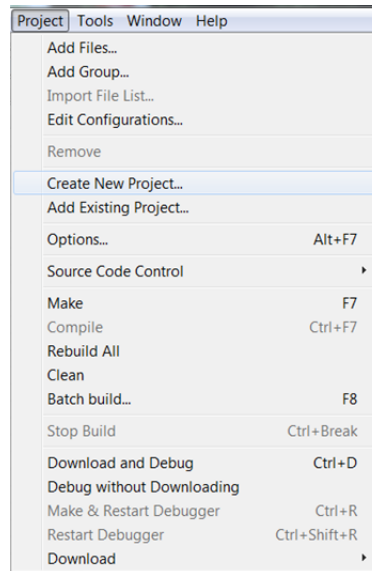 Project Tools Window Help
Add Files...
Add Group...
Import File List...
Edit Configurations...
Remove
Create New Project...
Add Existing Project...
Options... Alt+F7
Source Code Control
Make F7
Compile Ctrl+F7
Rebuild All
Clean
Batch build... F8
Stop Build Ctrl+Break
Download and Debug Ctrl+D
Debug without Downloading
Make & Restart Debugger Ctrl+R
Restart Debugger Ctrl+Shift+R
Download